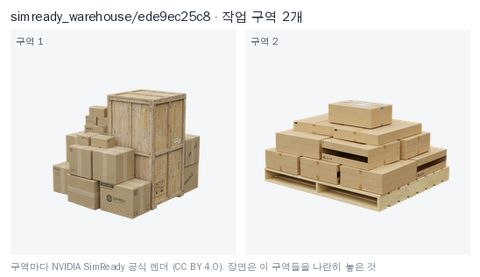 simready_warehouse/ede9ec25c8 · 작업 구역 2개
구역 1
구역 2
구역마다 NVIDIA SimReady 공식 렌더 (CC BY 4.0). 장면은 이 구역들을 나란히 놓은 것